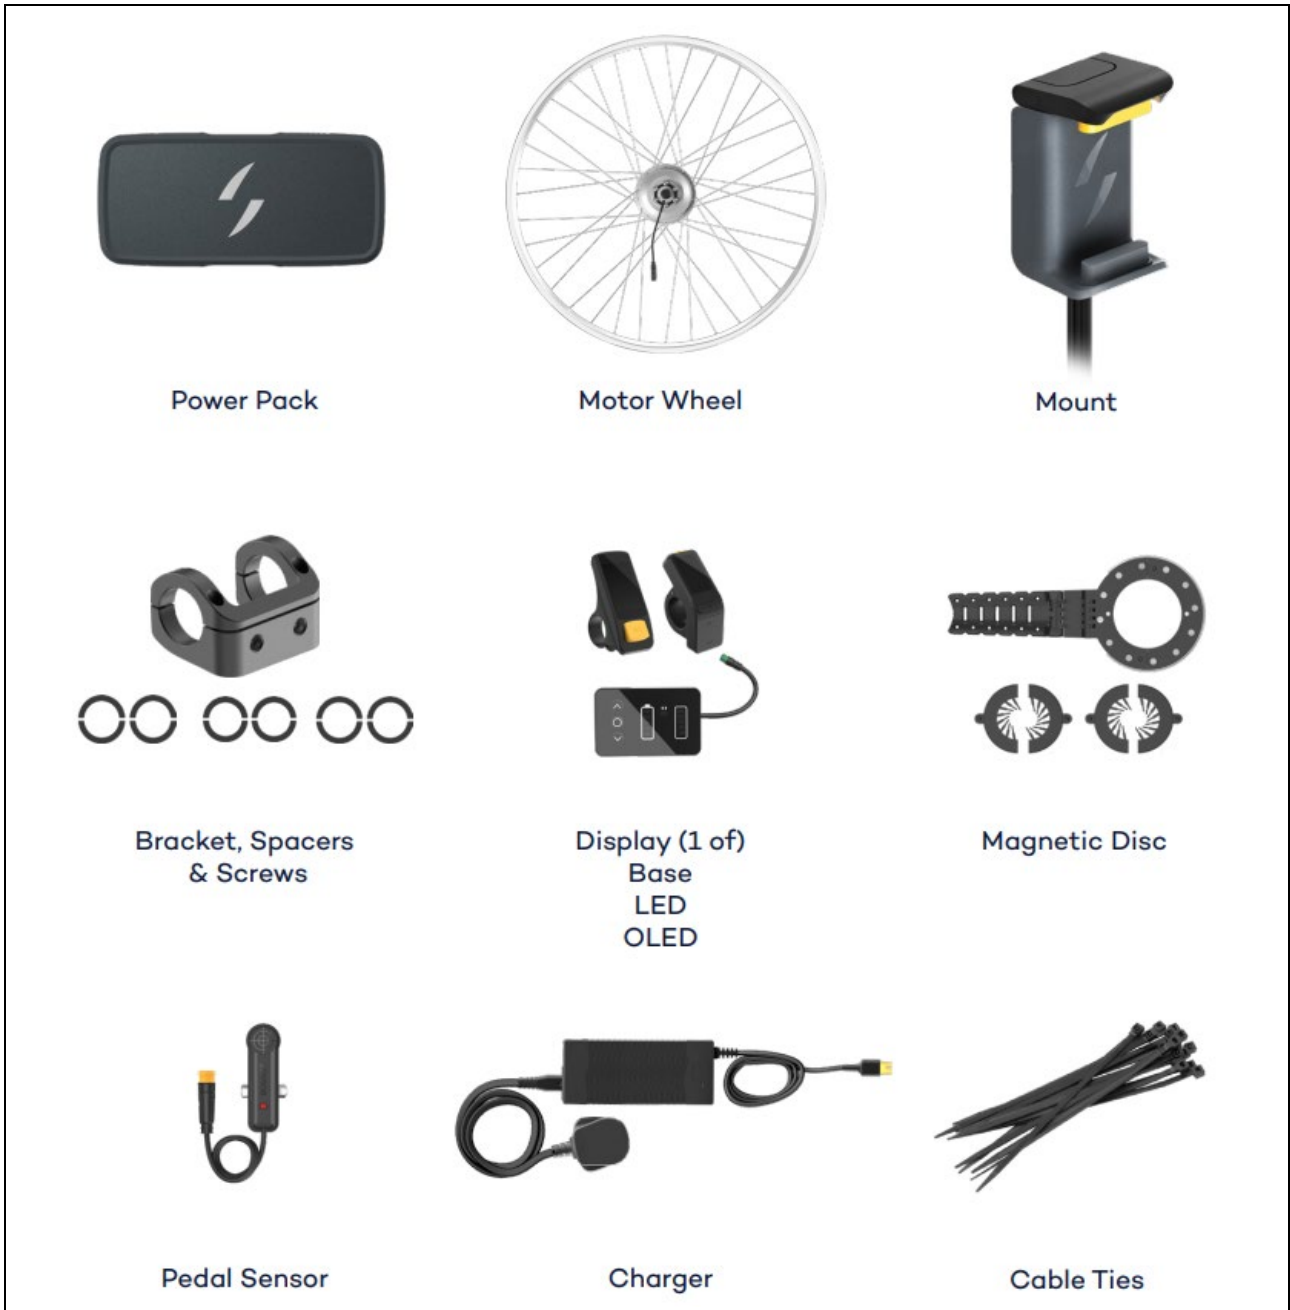 Power Pack
Motor Wheel
Mount
Bracket, Spacers
& Screws
Display (1 of)
Base
LED
OLED
Magnetic Disc
Pedal Sensor
Charger
Cable Ties